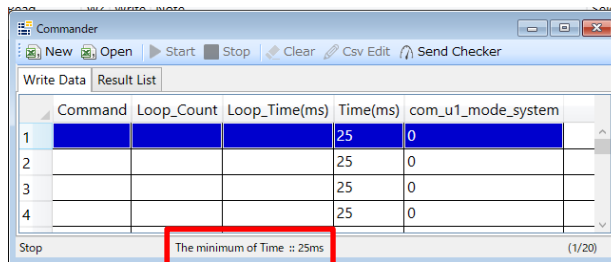 Commander
New Open Start Stop Clear Csv Edit Send Checker
Write Data Result List
Command Loop_Count Loop_Time(ms) Time(ms) com_u1_mode_system
1 25 0
2 25 0
3 25 0
4 25 0
Stop The minimum of Time :: 25ms (1/20)